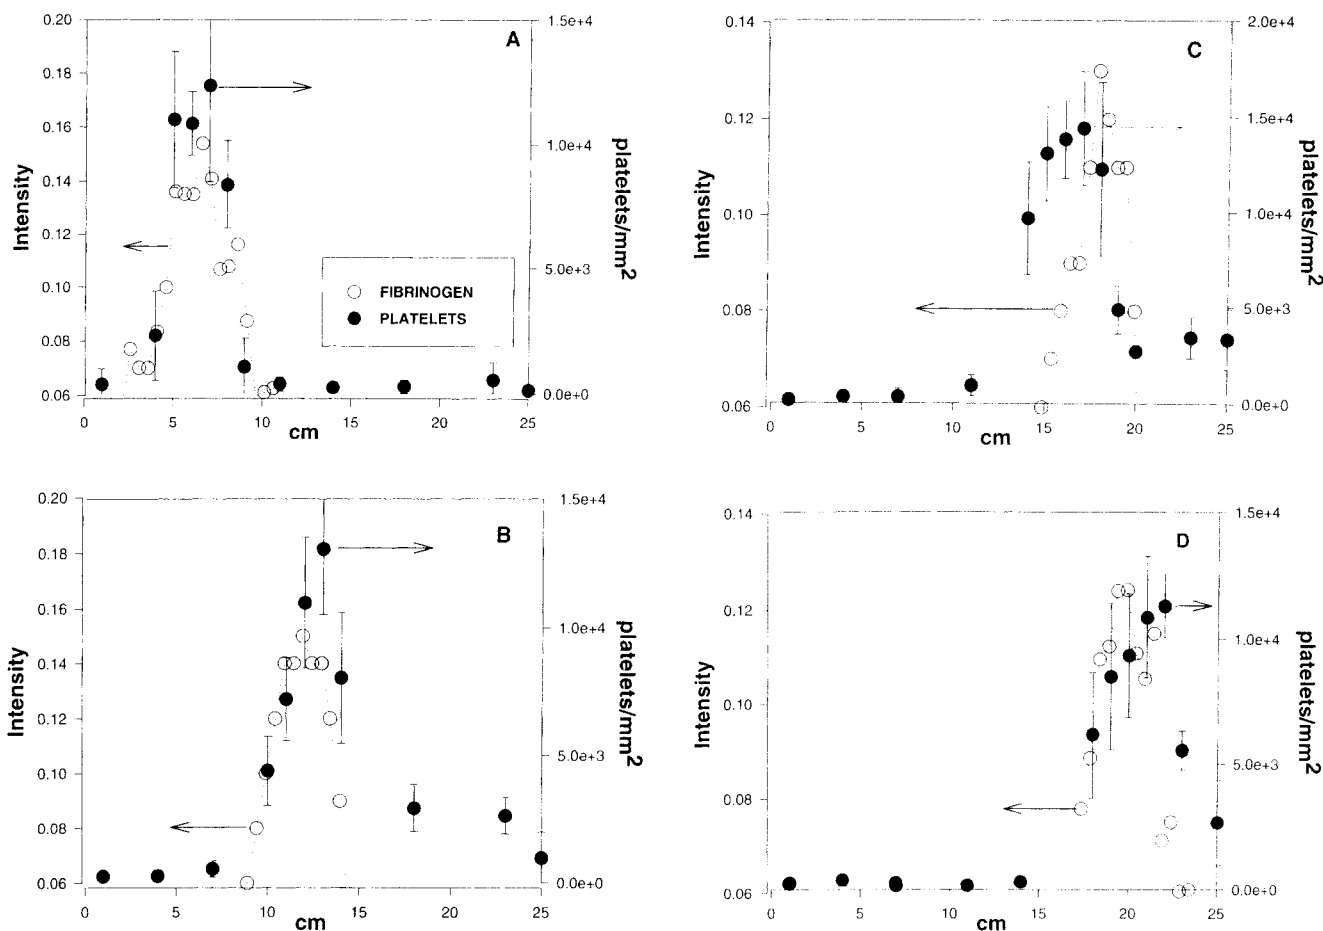 A
0.20
0.18
0.16
0.14
0.12
0.10
0.08
0.06
Intensity
1.5e+4
1.0e+4
5.0e+3
0.0e+0
platelets/mm2
FIBRINOGEN
PLATELETS
0 5 10 15 20 25
cm
C
0.14
0.12
0.10
0.08
0.06
Intensity
2.0e+4
1.5e+4
1.0e+4
5.0e+3
0.0e+0
platelets/mm2
0 5 10 15 20 25
cm
B
0.20
0.18
0.16
0.14
0.12
0.10
0.08
0.06
Intensity
1.5e+4
1.0e+4
5.0e+3
0.0e+0
platelets/mm2
0 5 10 15 20 25
cm
D
0.14
0.12
0.10
0.08
0.06
Intensity
1.5e+4
1.0e+4
5.0e+3
0.0e+0
platelets/mm2
0 5 10 15 20 25
cm